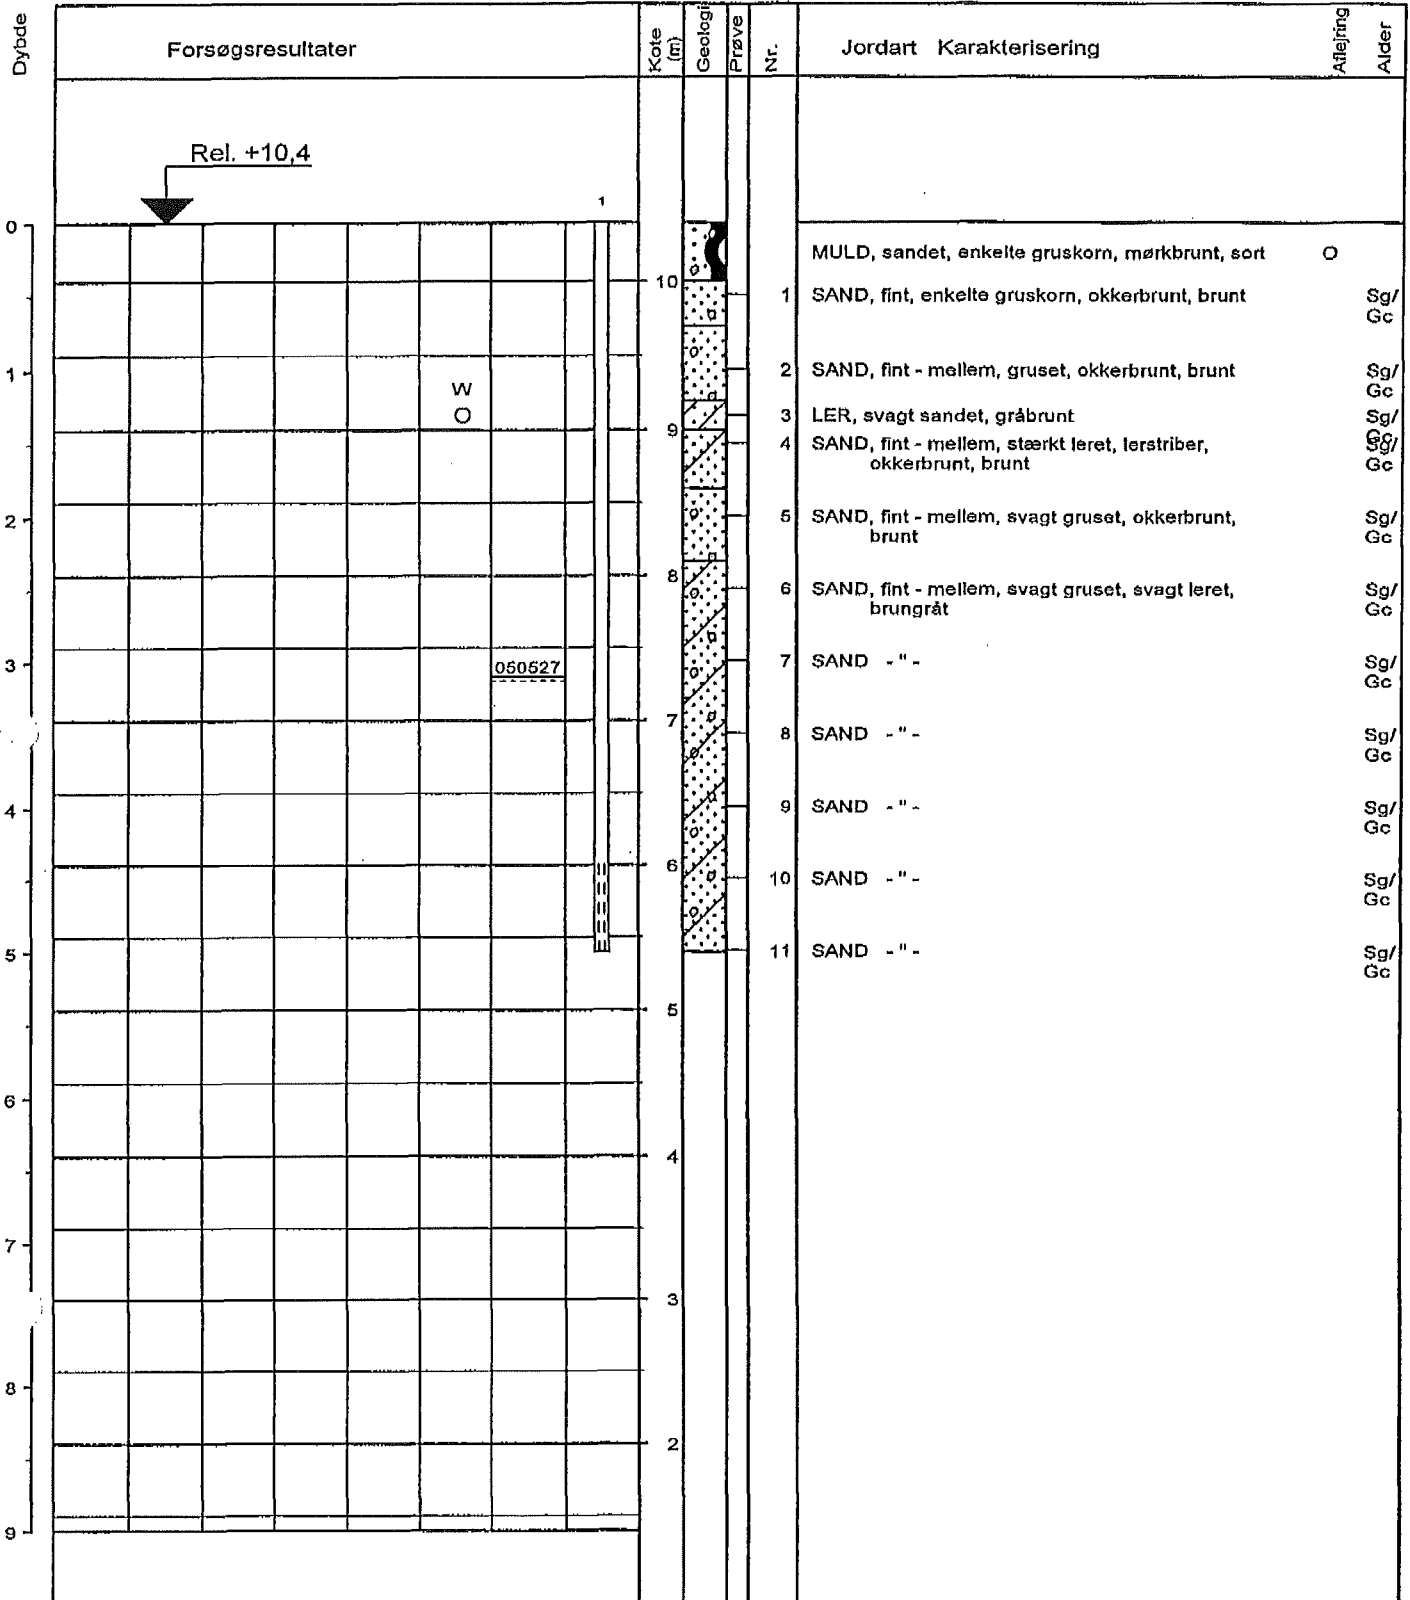 Dybde
Forsøgsresultater
Kote (m)
Geologi
Prøve
Nr.
Jordart Karakterisering
Aflejring
Alder
Rel. +10,4
1
0
MULD, sandet, enkelte gruskorn, mørkbrunt, sort O
10
1 SAND, fint, enkelte gruskorn, okkerbrunt, brunt Sg/
Gc
1
2 SAND, fint - mellem, gruset, okkerbrunt, brunt Sg/
Gc
W
O
3 LER, svagt sandet, gråbrunt Sg/
Gc
9
4 SAND, fint - mellem, stærkt leret, lerstriber, Sg/
okkerbrunt, brunt Gc
2
5 SAND, fint - mellem, svagt gruset, okkerbrunt, Sg/
brunt Gc
8
6 SAND, fint - mellem, svagt gruset, svagt leret, Sg/
brungråt Gc
3
050527
7 SAND - " - Sg/
Gc
7
8 SAND - " - Sg/
Gc
4
9 SAND - " - Sg/
Gc
6
10 SAND - " - Sg/
Gc
5
11 SAND - " - Sg/
Gc
5
6
4
7
3
8
2
9